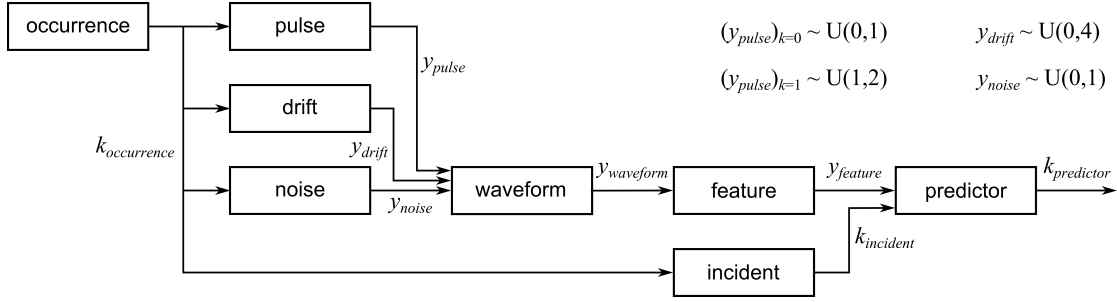 occurrence
pulse
(y_pulse)_k=0 ~ U(0,1)
y_drift ~ U(0,4)
y_pulse
(y_pulse)_k=1 ~ U(1,2)
y_noise ~ U(0,1)
drift
k_occurrence
y_drift
noise
y_noise
waveform
y_waveform
feature
y_feature
predictor
k_predictor
k_incident
incident